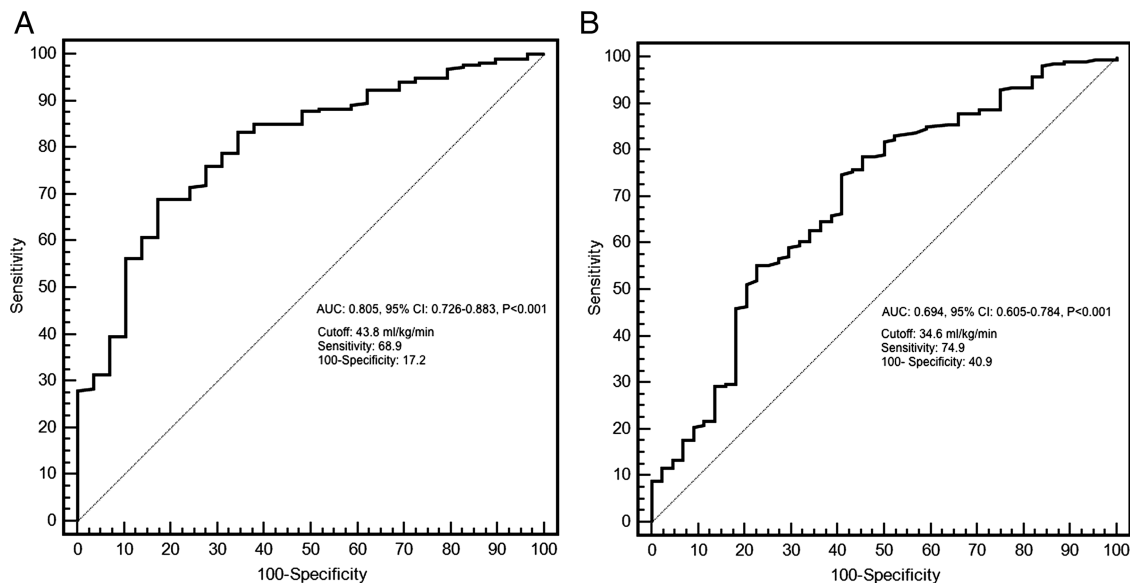 A
100
90
80
70
60
50
40
30
20
10
0
Sensitivity
AUC: 0.805, 95% CI: 0.726-0.883, P<0.001
Cutoff: 43.8 ml/kg/min
Sensitivity: 68.9
100-Specificity: 17.2
0 10 20 30 40 50 60 70 80 90 100
100-Specificity
B
100
90
80
70
60
50
40
30
20
10
0
Sensitivity
AUC: 0.694, 95% CI: 0.605-0.784, P<0.001
Cutoff: 34.6 ml/kg/min
Sensitivity: 74.9
100- Specificity: 40.9
0 10 20 30 40 50 60 70 80 90 100
100-Specificity